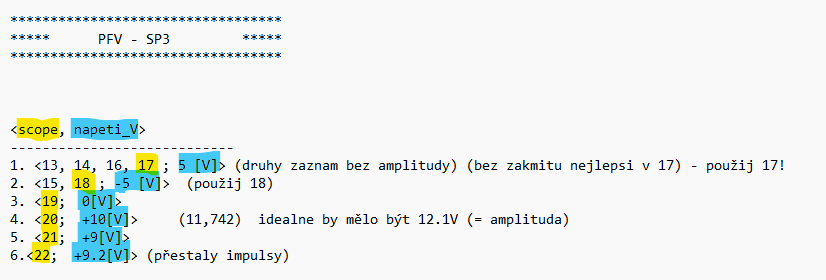 **********************************
*****      PFV - SP3         *****
**********************************
<scope, napeti_V>
----------------------------
1. <13, 14, 16, 17 ; 5 [V]> (druhy zaznam bez amplitudy) (bez zakmitu nejlepsi v 17) - použij 17!
2. <15, 18 ; -5 [V]>  (použij 18)
3. <19;  0[V]>
4. <20;  +10[V]>     (11,742)  idealne by mělo být 12.1V (= amplituda)
5. <21;  +9[V]>
6.<22;  +9.2[V]> (přestaly impulsy)